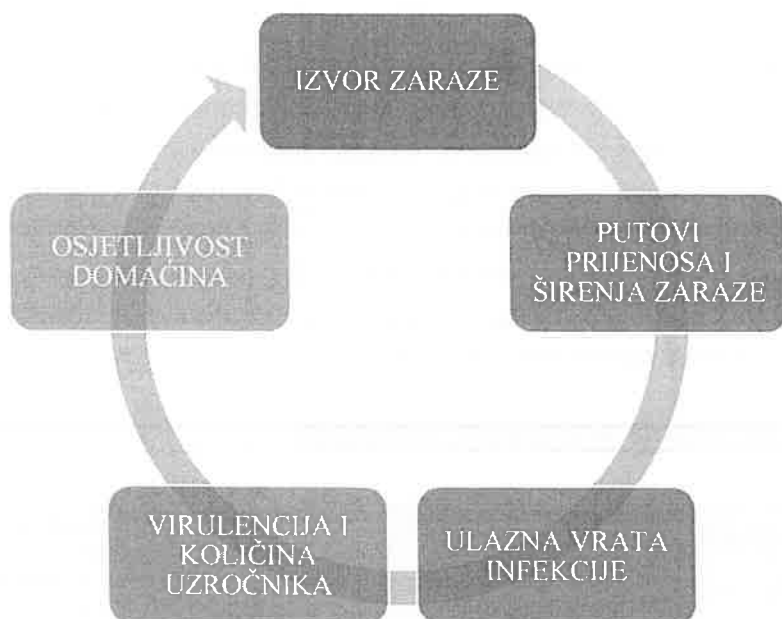 IZVOR ZARAZE
PUTOVI
PRIJENOSA I
ŠIRENJA ZARAZE
ULAZNA VRATA
INFEKCIJE
VIRULENCIJA I
KOLIČINA
UZROČNIKA
OSJETLJIVOST
DOMAĆINA